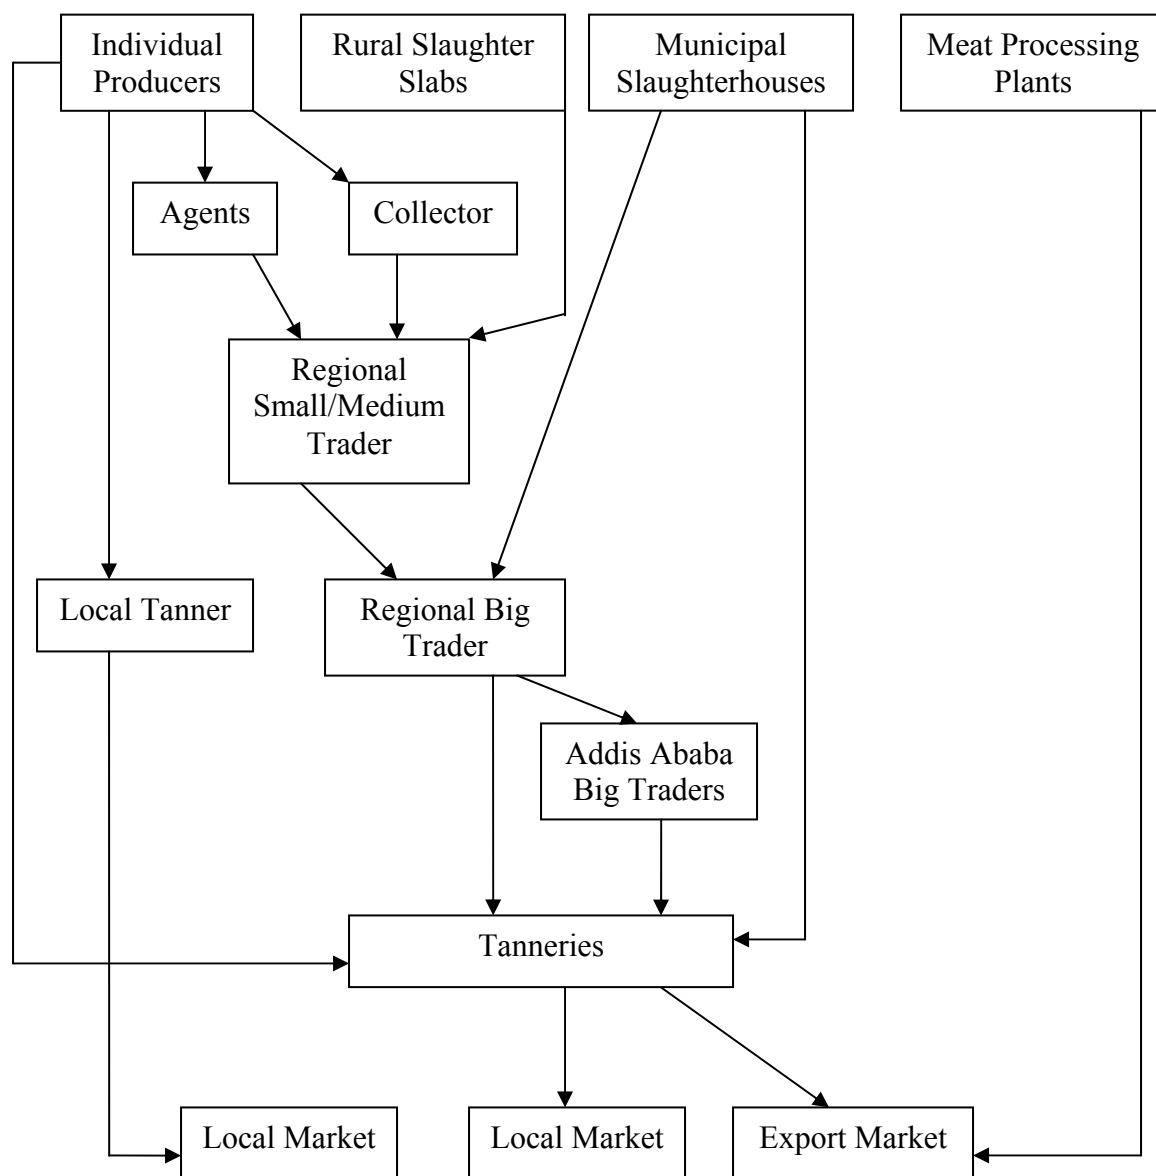 Individual
Producers
Rural Slaughter
Slabs
Municipal
Slaughterhouses
Meat Processing
Plants
Agents
Collector
Regional
Small/Medium
Trader
Local Tanner
Regional Big
Trader
Addis Ababa
Big Traders
Tanneries
Local Market
Local Market
Export Market